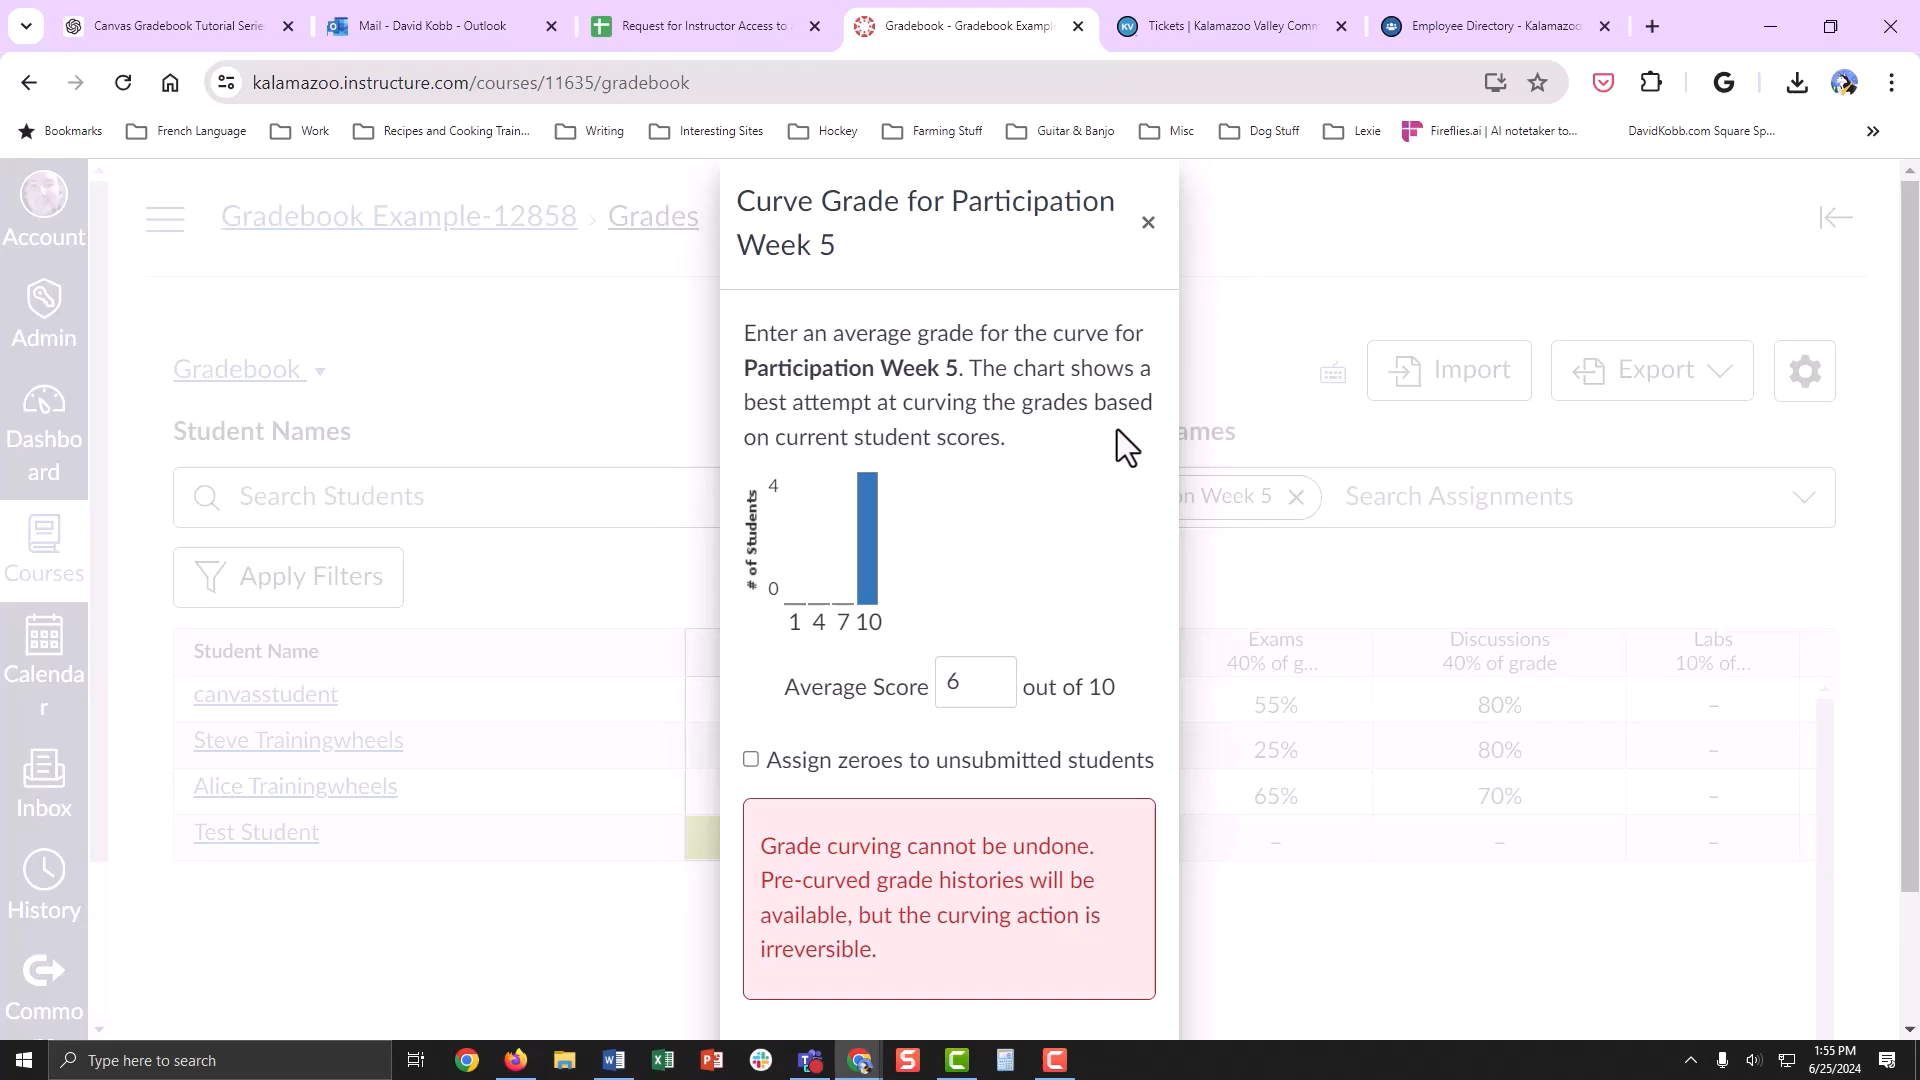 Canvas Gradebook Tutorial Serie
Mail - David Kobb - Outlook
Request for Instructor Access to
Gradebook - Gradebook Exampl
Tickets | Kalamazoo Valley Comm
Employee Directory - Kalamazoo
kalamazoo.instructure.com/courses/11635/gradebook
Bookmarks
French Language
Work
Recipes and Cooking Train...
Writing
Interesting Sites
Hockey
Farming Stuff
Guitar & Banjo
Misc
Dog Stuff
Lexie
Fireflies.ai | AI notetaker to...
DavidKobb.com Square Sp...
Account
Admin
Dashbo
ard
Courses
Calenda
r
Inbox
History
Commo
Gradebook Example-12858 › Grades
Gradebook
Import
Export
Student Names
ames
Search Students
on Week 5
Search Assignments
Apply Filters
Student Name
Exams
40% of g...
Discussions
40% of grade
Labs
10% of...
canvasstudent
55%
80%
–
Steve Trainingwheels
25%
80%
–
Alice Trainingwheels
65%
70%
–
Test Student
–
–
–
Curve Grade for Participation
Week 5
Enter an average grade for the curve for
Participation Week 5. The chart shows a
best attempt at curving the grades based
on current student scores.
# of Students
4
0
1 4 7 10
Average Score 6 out of 10
Assign zeroes to unsubmitted students
Grade curving cannot be undone.
Pre-curved grade histories will be
available, but the curving action is
irreversible.
Type here to search
1:55 PM
6/25/2024